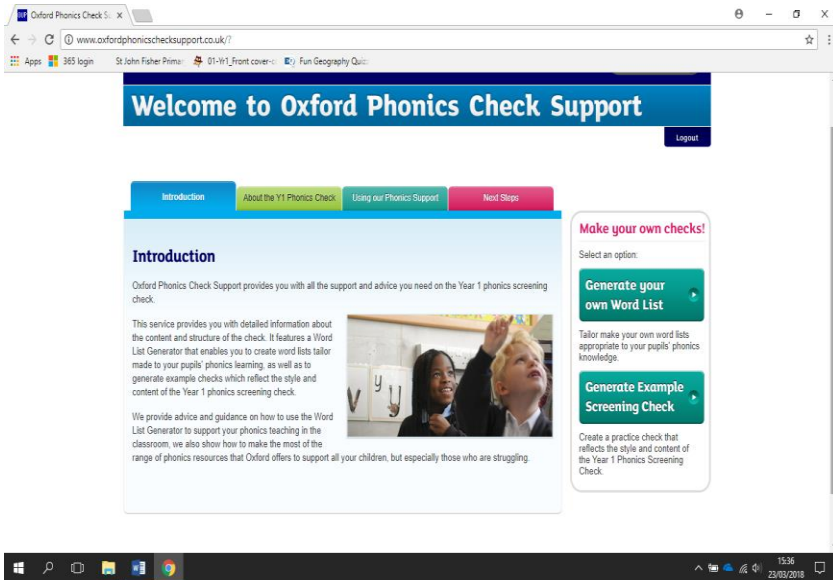 OUP Oxford Phonics Check Su
www.oxfordphonicschecksupport.co.uk/?
Apps 365 login St John Fisher Primar 01-Yr1_Front cover-c Fun Geography Quiz
Welcome to Oxford Phonics Check Support
Logout
Introduction About the Y1 Phonics Check Using our Phonics Support Next Steps
Introduction
Oxford Phonics Check Support provides you with all the support and advice you need on the Year 1 phonics screening
check.
This service provides you with detailed information about
the content and structure of the check. It features a Word
List Generator that enables you to create word lists tailor
made to your pupils' phonics learning, as well as to
generate example checks which reflect the style and
content of the Year 1 phonics screening check.
We provide advice and guidance on how to use the Word
List Generator to support your phonics teaching in the
classroom, we also show how to make the most of the
range of phonics resources that Oxford offers to support all your children, but especially those who are struggling.
V y U
Make your own checks!
Select an option:
Generate your
own Word List
Tailor make your own word lists
appropriate to your pupils' phonics
knowledge.
Generate Example
Screening Check
Create a practice check that
reflects the style and content of
the Year 1 Phonics Screening
Check.
15:36
23/03/2018